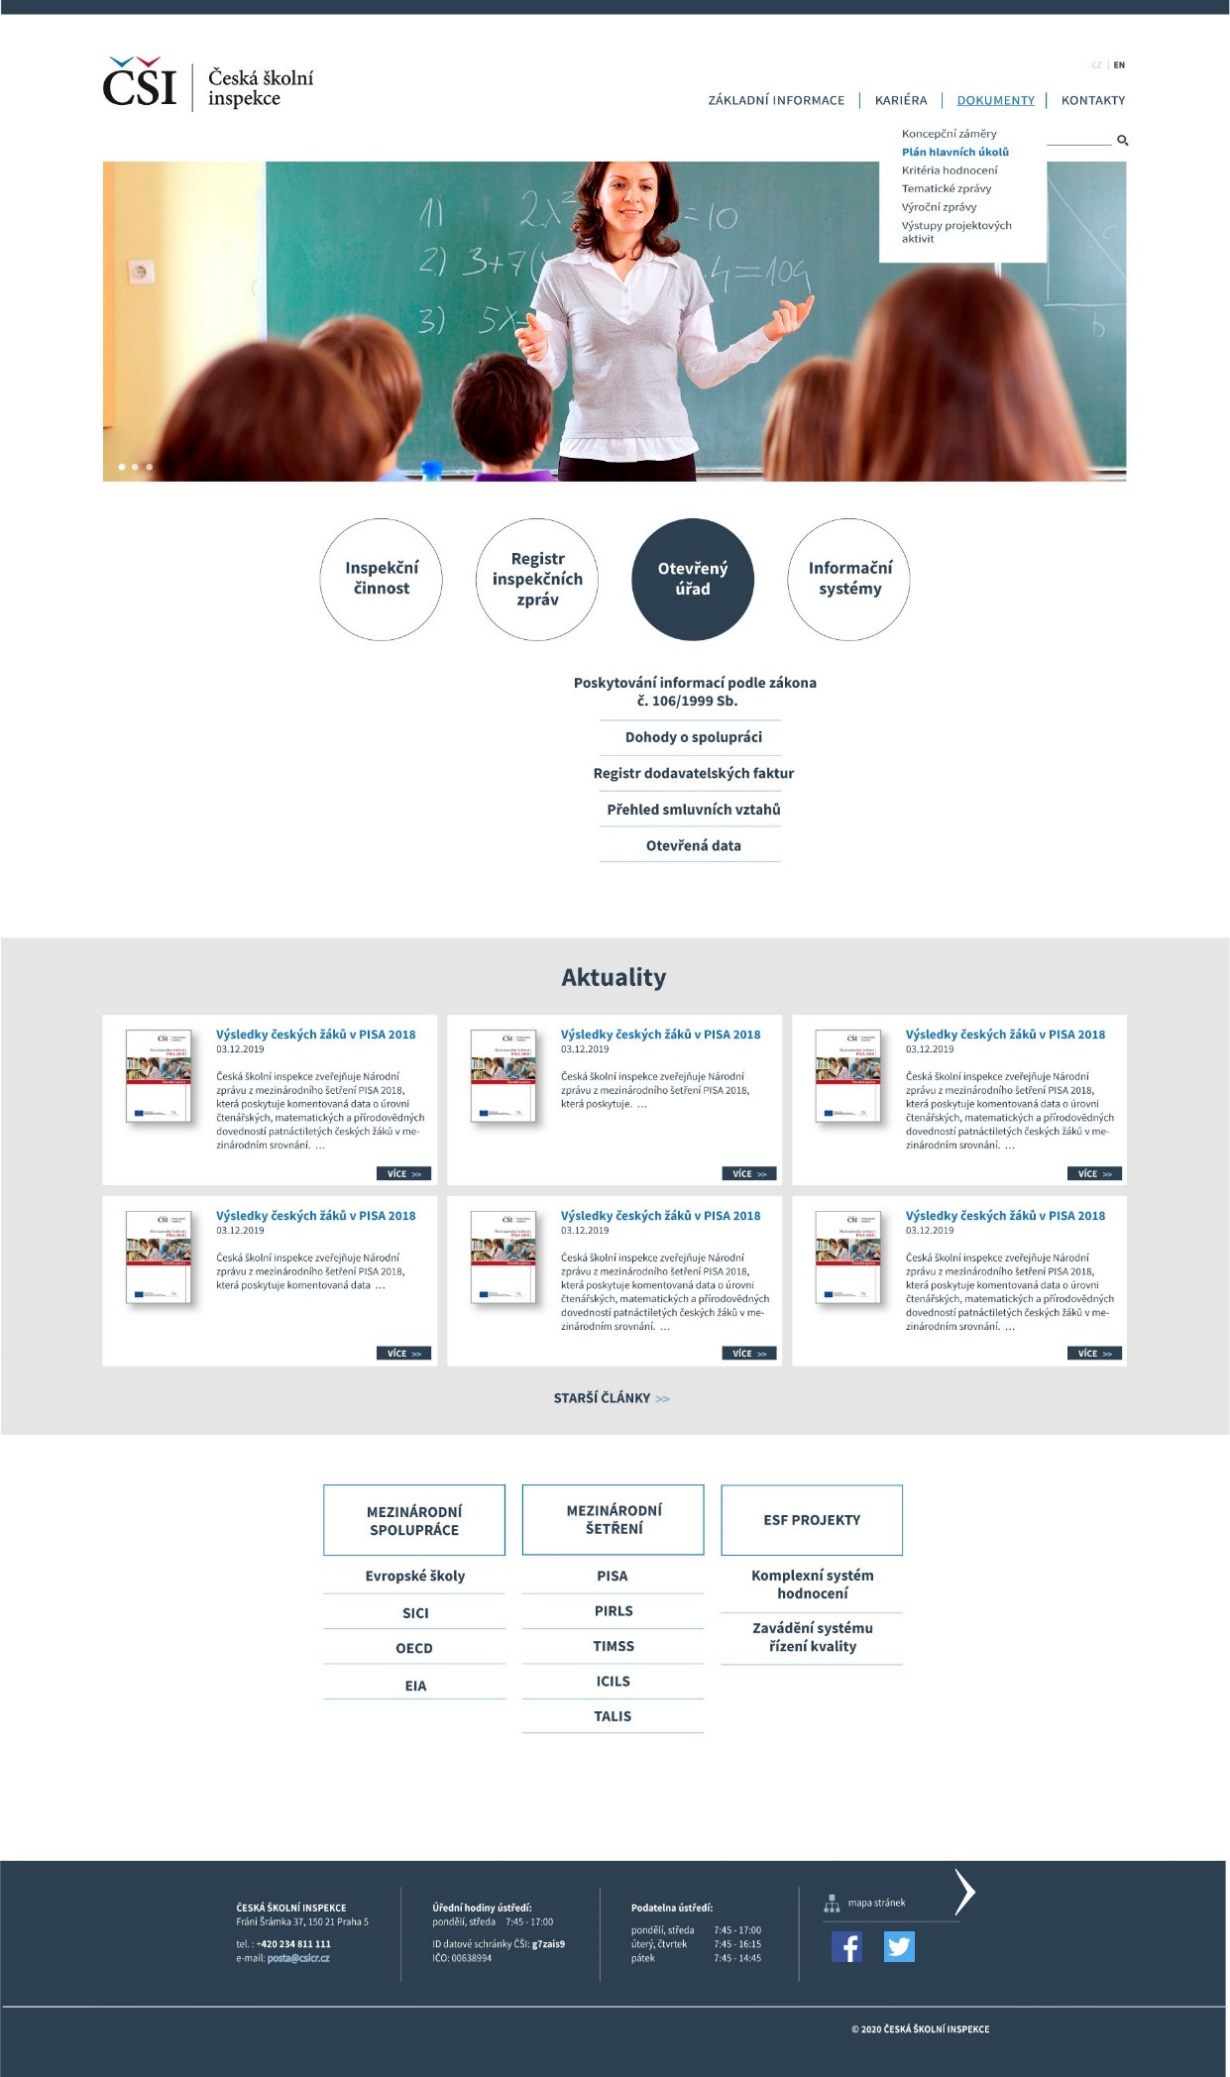 ČŠI
Česká školní
inspekce
CZ | EN
ZÁKLADNÍ INFORMACE | KARIÉRA | DOKUMENTY | KONTAKTY
Koncepční záměry
Plán hlavních úkolů
Kritéria hodnocení
Tematické zprávy
Výroční zprávy
Výstupy projektových
aktivit
1) 2x² =10
2) 3+7( .4=104
3) 5x=
b
Inspekční
činnost
Registr
inspekčních
zpráv
Otevřený
úřad
Informační
systémy
Poskytování informací podle zákona
č. 106/1999 Sb.
Dohody o spolupráci
Registr dodavatelských faktur
Přehled smluvních vztahů
Otevřená data
Aktuality
Výsledky českých žáků v PISA 2018
03.12.2019
Česká školní inspekce zveřejňuje Národní
zprávu z mezinárodního šetření PISA 2018,
která poskytuje komentovaná data o úrovni
čtenářských, matematických a přírodovědných
dovedností patnáctiletých českých žáků v me-
zinárodním srovnání. ...
VÍCE >>
Výsledky českých žáků v PISA 2018
03.12.2019
Česká školní inspekce zveřejňuje Národní
zprávu z mezinárodního šetření PISA 2018,
která poskytuje. ...
VÍCE >>
Výsledky českých žáků v PISA 2018
03.12.2019
Česká školní inspekce zveřejňuje Národní
zprávu z mezinárodního šetření PISA 2018,
která poskytuje komentovaná data o úrovni
čtenářských, matematických a přírodovědných
dovedností patnáctiletých českých žáků v me-
zinárodním srovnání. ...
VÍCE >>
Výsledky českých žáků v PISA 2018
03.12.2019
Česká školní inspekce zveřejňuje Národní
zprávu z mezinárodního šetření PISA 2018,
která poskytuje komentovaná data ...
VÍCE >>
Výsledky českých žáků v PISA 2018
03.12.2019
Česká školní inspekce zveřejňuje Národní
zprávu z mezinárodního šetření PISA 2018,
která poskytuje komentovaná data o úrovni
čtenářských, matematických a přírodovědných
dovedností patnáctiletých českých žáků v me-
zinárodním srovnání. ...
VÍCE >>
Výsledky českých žáků v PISA 2018
03.12.2019
Česká školní inspekce zveřejňuje Národní
zprávu z mezinárodního šetření PISA 2018,
která poskytuje komentovaná data o úrovni
čtenářských, matematických a přírodovědných
dovedností patnáctiletých českých žáků v me-
zinárodním srovnání. ...
VÍCE >>
STARŠÍ ČLÁNKY >>
MEZINÁRODNÍ
SPOLUPRÁCE
Evropské školy
SICI
OECD
EIA
MEZINÁRODNÍ
ŠETŘENÍ
PISA
PIRLS
TIMSS
ICILS
TALIS
ESF PROJEKTY
Komplexní systém
hodnocení
Zavádění systému
řízení kvality
ČESKÁ ŠKOLNÍ INSPEKCE
Fráni Šrámka 37, 150 21 Praha 5
tel. : +420 234 811 111
e-mail: posta@csicr.cz
Úřední hodiny ústředí:
pondělí, středa 7:45 - 17:00
ID datové schránky ČŠI: g7zais9
IČO: 00638994
Podatelna ústředí:
pondělí, středa 7:45 - 17:00
úterý, čtvrtek 7:45 - 16:15
pátek 7:45 - 14:45
mapa stránek
© 2020 ČESKÁ ŠKOLNÍ INSPEKCE